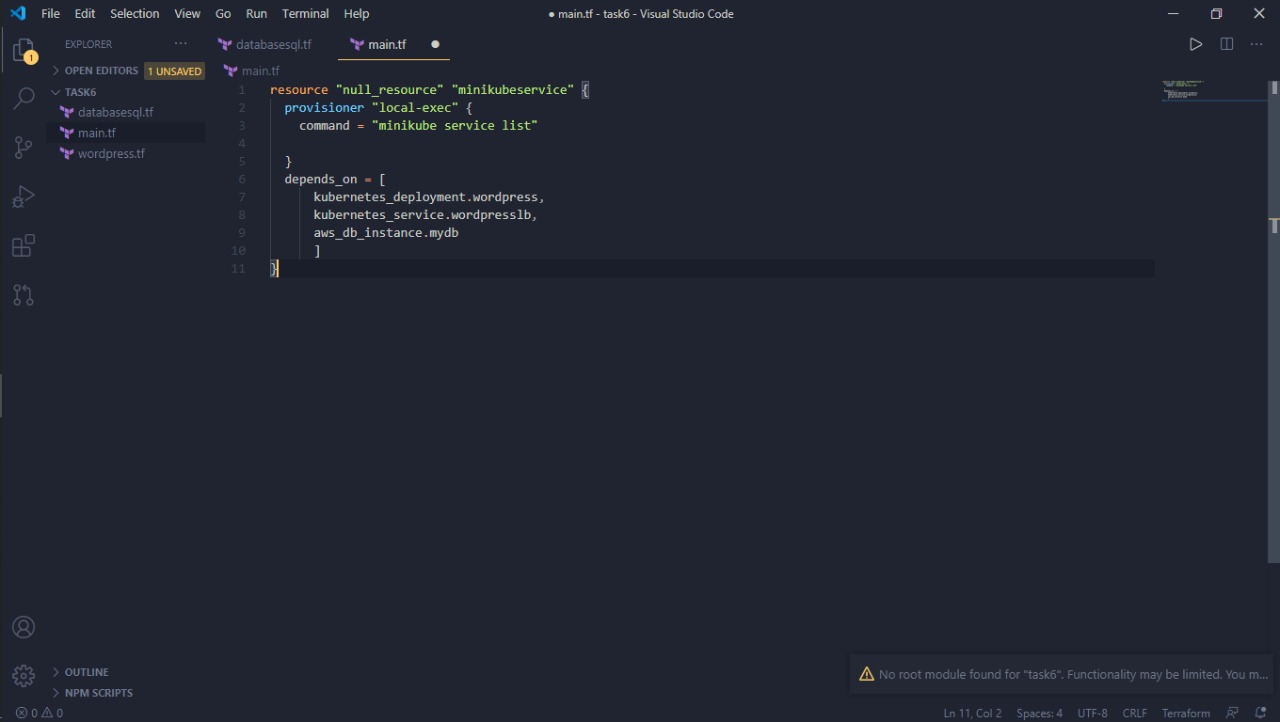 File Edit Selection View Go Run Terminal Help
● main.tf - task6 - Visual Studio Code
EXPLORER ···
databasesql.tf main.tf ●
1
OPEN EDITORS 1 UNSAVED
main.tf
TASK6
databasesql.tf
main.tf
wordpress.tf
1 resource "null_resource" "minikubeservice" {
2 provisioner "local-exec" {
3 command = "minikube service list"
4
5 }
6 depends_on = [
7 kubernetes_deployment.wordpress,
8 kubernetes_service.wordpresslb,
9 aws_db_instance.mydb
10 ]
11 }
OUTLINE
NPM SCRIPTS
No root module found for "task6". Functionality may be limited. You m...
0 0
Ln 11, Col 2 Spaces: 4 UTF-8 CRLF Terraform